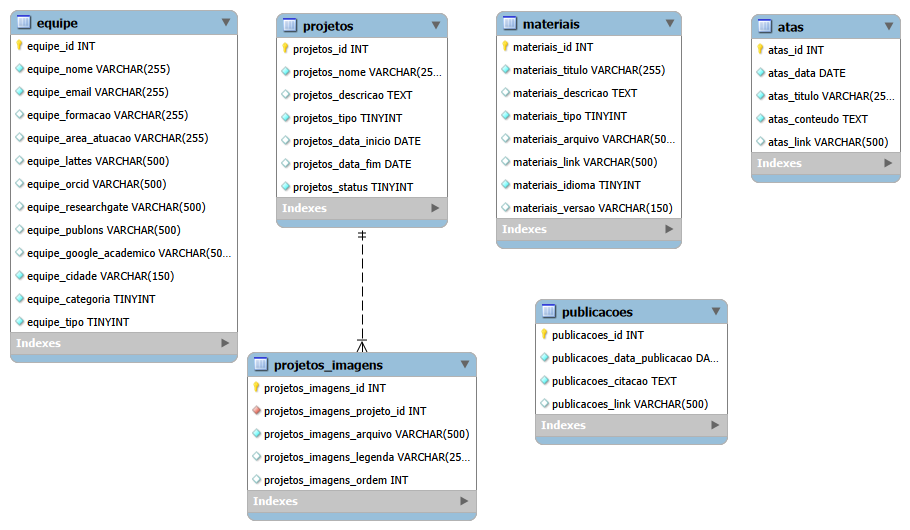 equipe
equipe_id INT
equipe_nome VARCHAR(255)
equipe_email VARCHAR(255)
equipe_formacao VARCHAR(255)
equipe_area_atuacao VARCHAR(255)
equipe_lattes VARCHAR(500)
equipe_orcid VARCHAR(500)
equipe_researchgate VARCHAR(500)
equipe_publons VARCHAR(500)
equipe_google_academico VARCHAR(50...
equipe_cidade VARCHAR(150)
equipe_categoria TINYINT
equipe_tipo TINYINT
Indexes
projetos
projetos_id INT
projetos_nome VARCHAR(25...
projetos_descricao TEXT
projetos_tipo TINYINT
projetos_data_inicio DATE
projetos_data_fim DATE
projetos_status TINYINT
Indexes
materiais
materiais_id INT
materiais_titulo VARCHAR(255)
materiais_descricao TEXT
materiais_tipo TINYINT
materiais_arquivo VARCHAR(50...
materiais_link VARCHAR(500)
materiais_idioma TINYINT
materiais_versao VARCHAR(150)
Indexes
atas
atas_id INT
atas_data DATE
atas_titulo VARCHAR(25...
atas_conteudo TEXT
atas_link VARCHAR(500)
Indexes
projetos_imagens
projetos_imagens_id INT
projetos_imagens_projeto_id INT
projetos_imagens_arquivo VARCHAR(500)
projetos_imagens_legenda VARCHAR(25...
projetos_imagens_ordem INT
Indexes
publicacoes
publicacoes_id INT
publicacoes_data_publicacao DA...
publicacoes_citacao TEXT
publicacoes_link VARCHAR(500)
Indexes